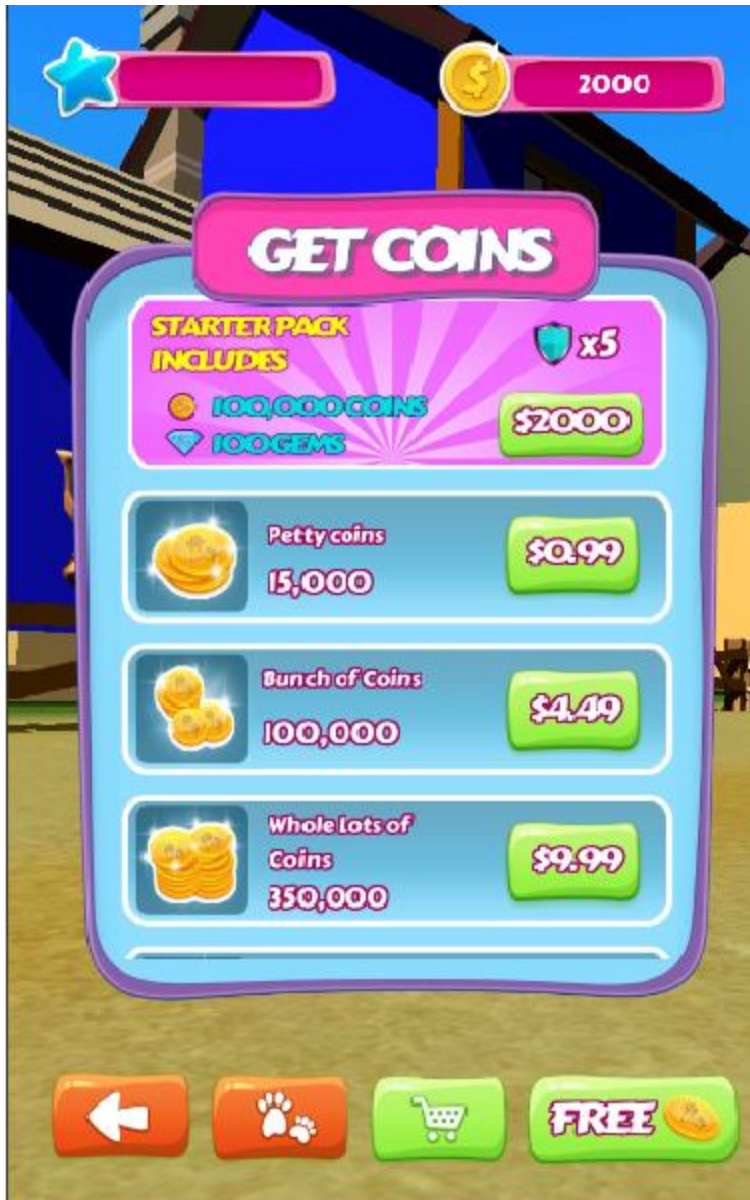 2000
GET COINS
STARTER PACK
INCLUDES
x5
100,000 COINS
100 GEMS
$2000
Petty coins
15,000
$0.99
Bunch of Coins
100,000
$4.49
Whole Lots of
Coins
350,000
$9.99
FREE